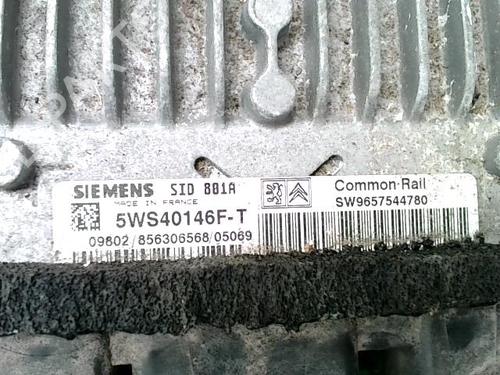 SIEMENS SID 801A
MADE IN FRANCE
5WS40146F-T
09802/856306568/05069
Common Rail
SW9657544780